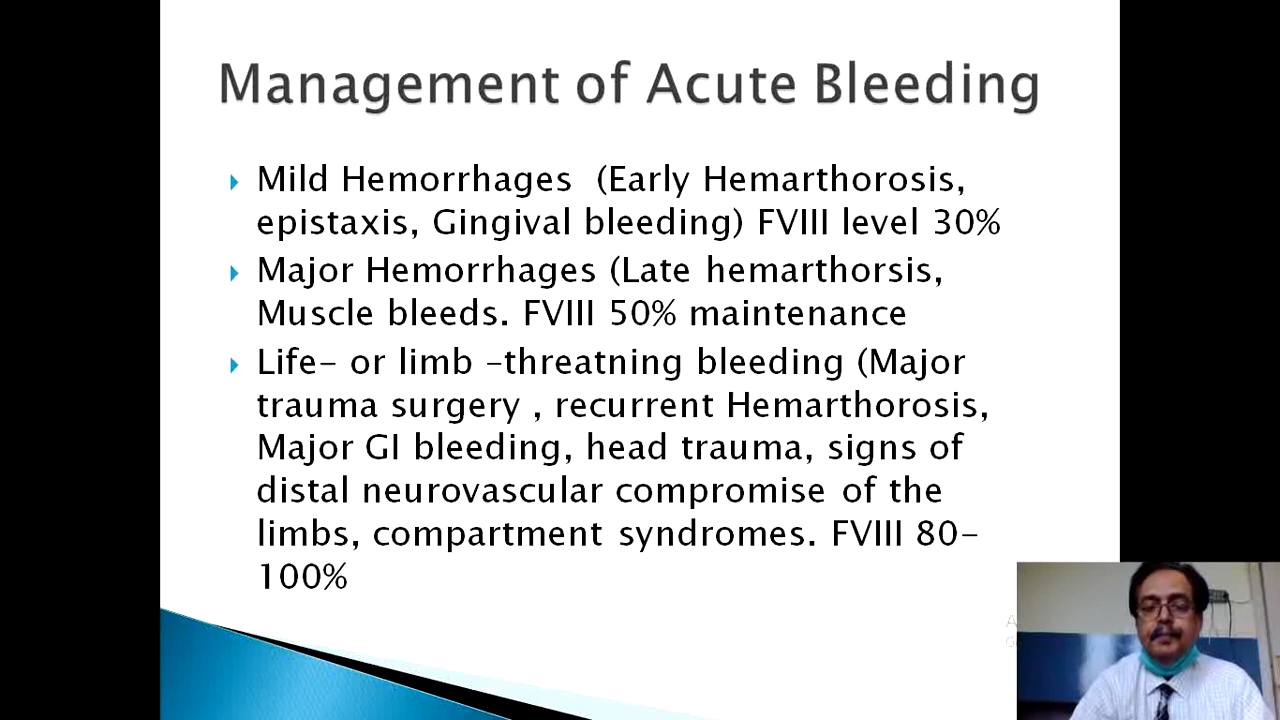 Management of Acute Bleeding
Mild Hemorrhages (Early Hemarthorosis,
epistaxis, Gingival bleeding) FVIII level 30%
Major Hemorrhages (Late hemarthorsis,
Muscle bleeds. FVIII 50% maintenance
Life- or limb -threatning bleeding (Major
trauma surgery , recurrent Hemarthorosis,
Major GI bleeding, head trauma, signs of
distal neurovascular compromise of the
limbs, compartment syndromes. FVIII 80-
100%